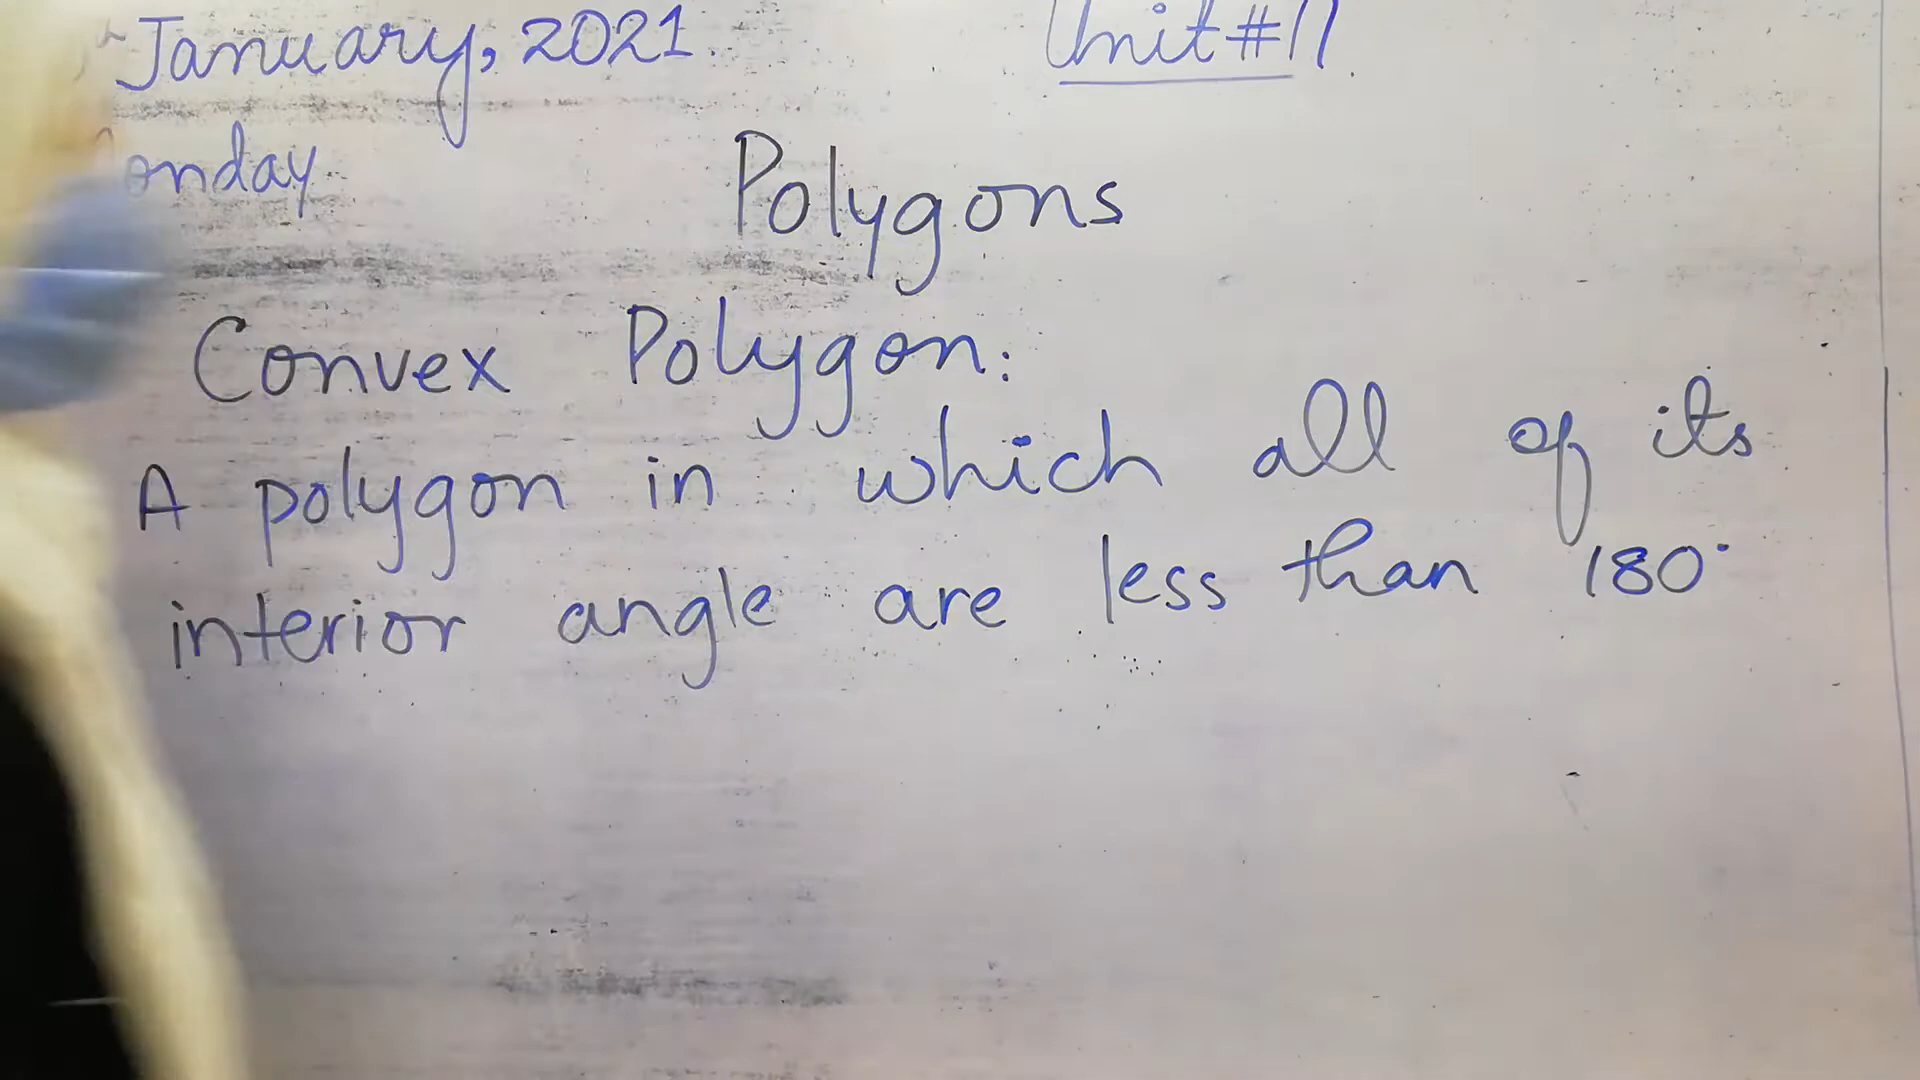 January, 2021
Unit #11
Polygons
Convex Polygon:
A polygon in which all of its
interior angle are less than 180°